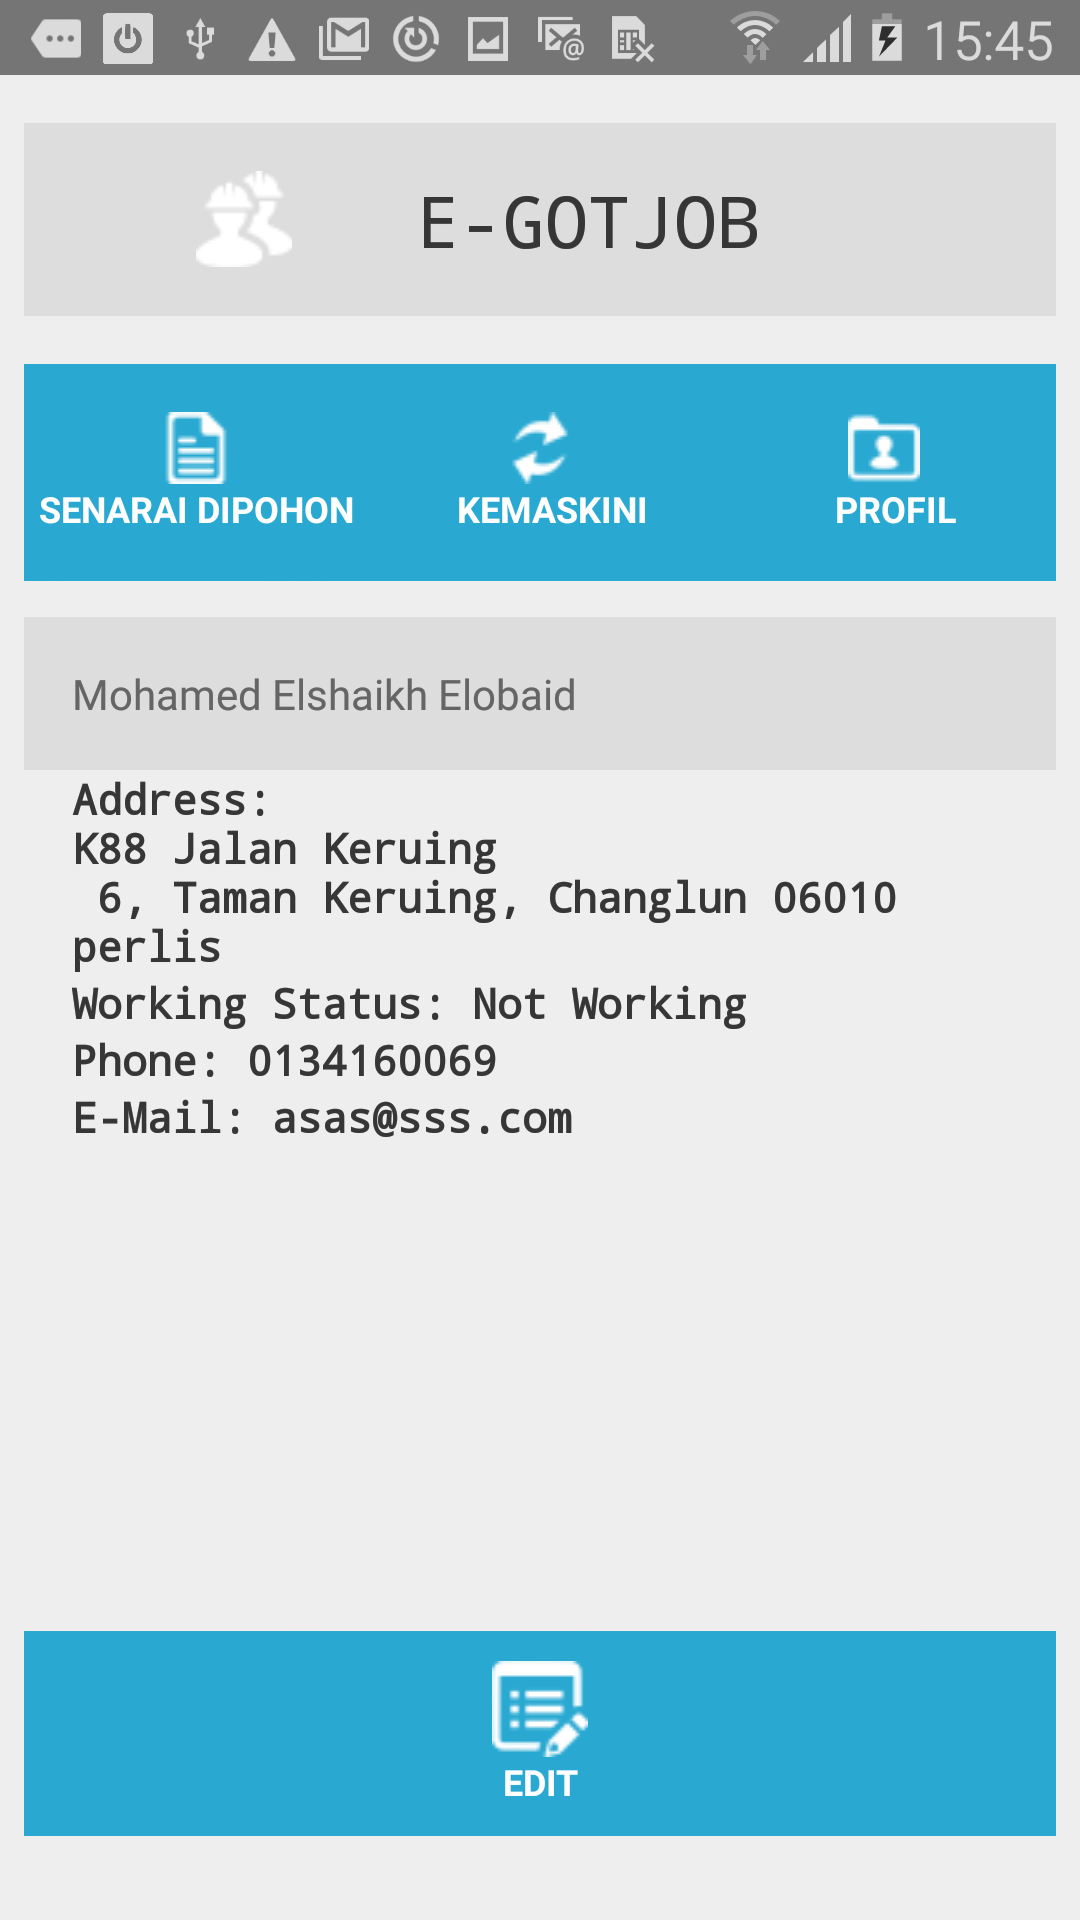 15:45
E-GOTJOB
SENARAI DIPOHON KEMASKINI PROFIL
Mohamed Elshaikh Elobaid
Address:
K88 Jalan Keruing
6, Taman Keruing, Changlun 06010
perlis
Working Status: Not Working
Phone: 0134160069
E-Mail: asas@sss.com
EDIT